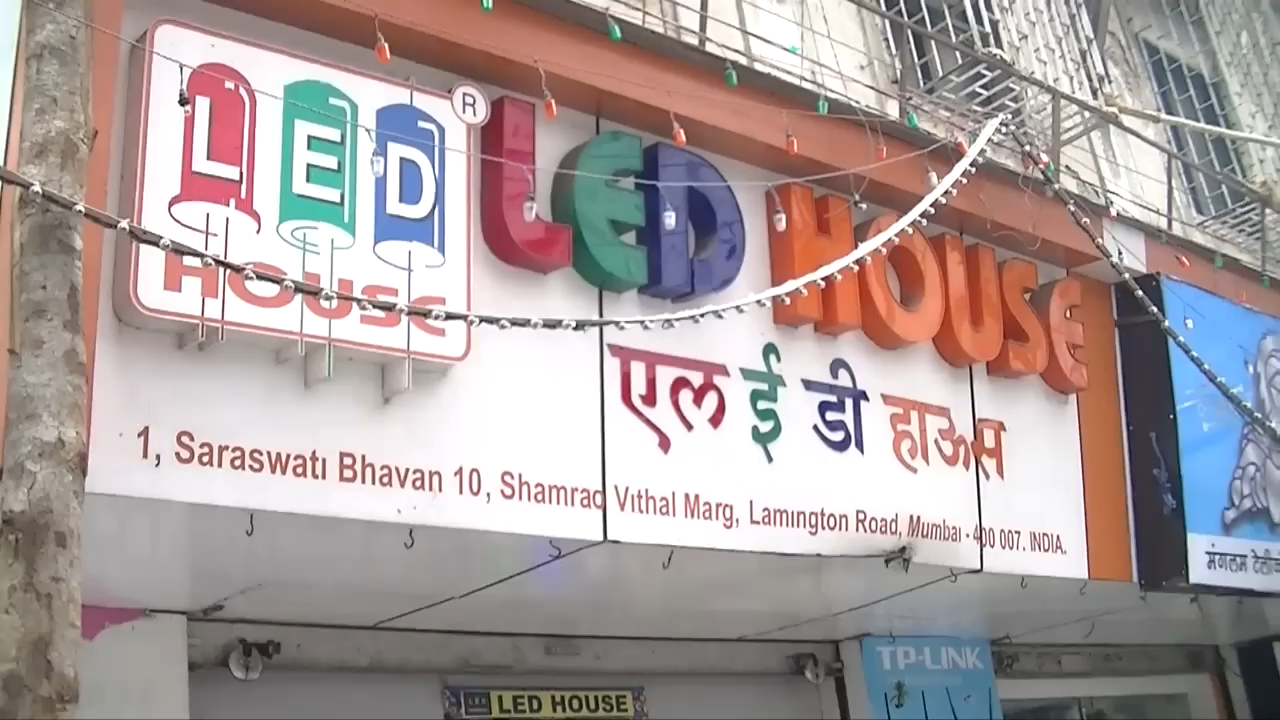 LED
HOUSE
R
LED HOUSE
एल ई डी हाऊस
1, Saraswati Bhavan 10, Shamrao Vithal Marg, Lamington Road, Mumbai - 400 007. INDIA.
मंगलम
TP-LINK
LED HOUSE